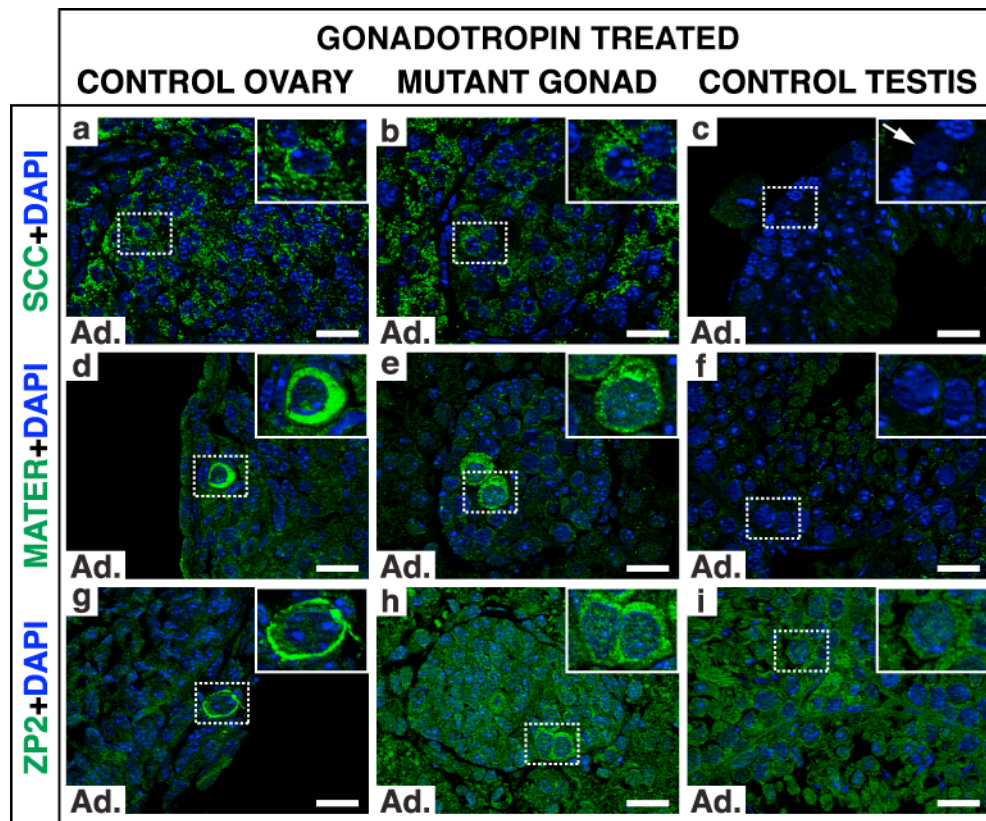 GONADOTROPIN TREATED
CONTROL OVARY MUTANT GONAD CONTROL TESTIS
SCC+DAPI
a b c
Ad. Ad. Ad.
MATER+DAPI
d e f
Ad. Ad. Ad.
ZP2+DAPI
g h i
Ad. Ad. Ad.